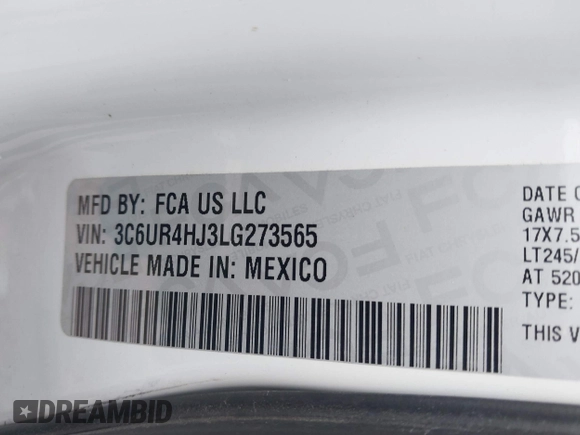 MFD BY: FCA US LLC
VIN: 3C6UR4HJ3LG273565
VEHICLE MADE IN: MEXICO
DATE O
GAWR
17X7.5
LT245/
AT 520
TYPE:
THIS V
DREAMBID